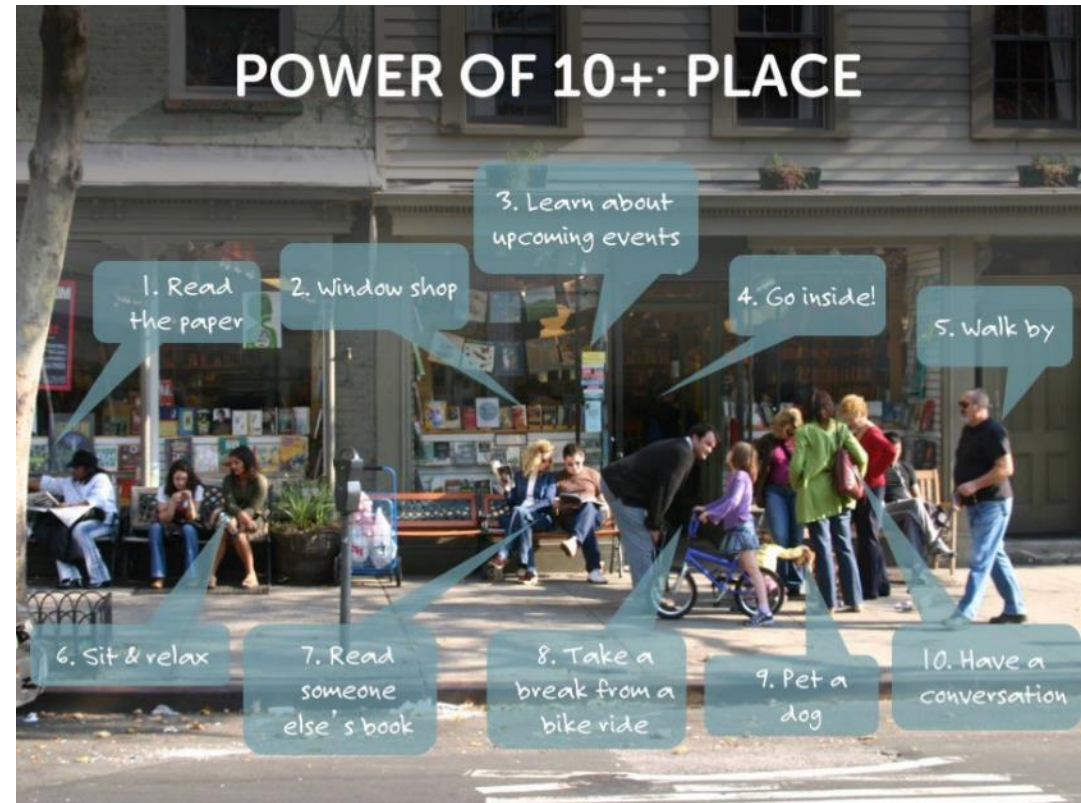 POWER OF 10+: PLACE
3. Learn about
upcoming events
1. Read
the paper
2. Window shop
4. Go inside!
5. Walk by
6. Sit & relax
7. Read
someone
else's book
8. Take a
break from a
bike ride
9. Pet a
dog
10. Have a
conversation